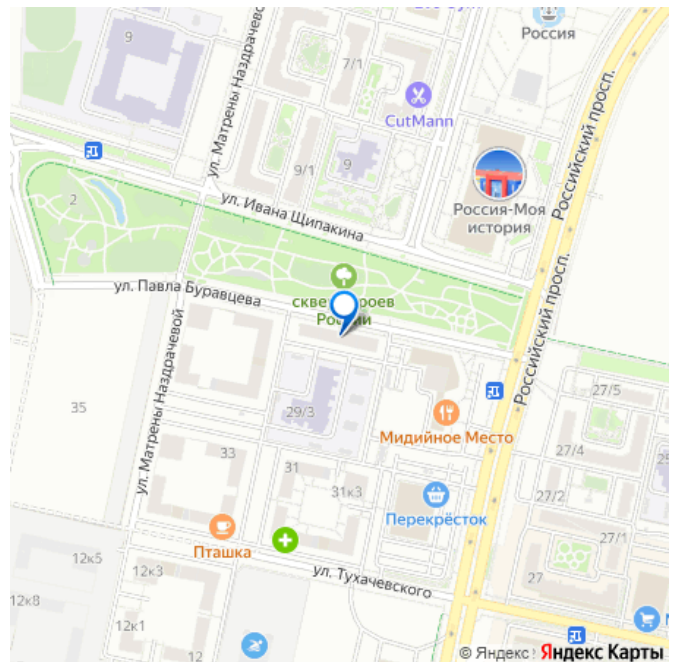 Россия
9
7/1
CutMann
ул. Матрены Наздрачевой
Российский просп.
9/1
9
2
ул. Ивана Щипакина
Россия-Моя
история
ул. Павла Буравцева
Российский просп.
ул. Матрены Наздрачевой
35
29/3
27/5
Мидийное Место
27/4
33
31
31к3
27/2
Перекрёсток
27/1
Пташка
12к5
12к3
ул. Тухачевского
27
12к8
12к1
12
© Яндекс
Яндекс Карты